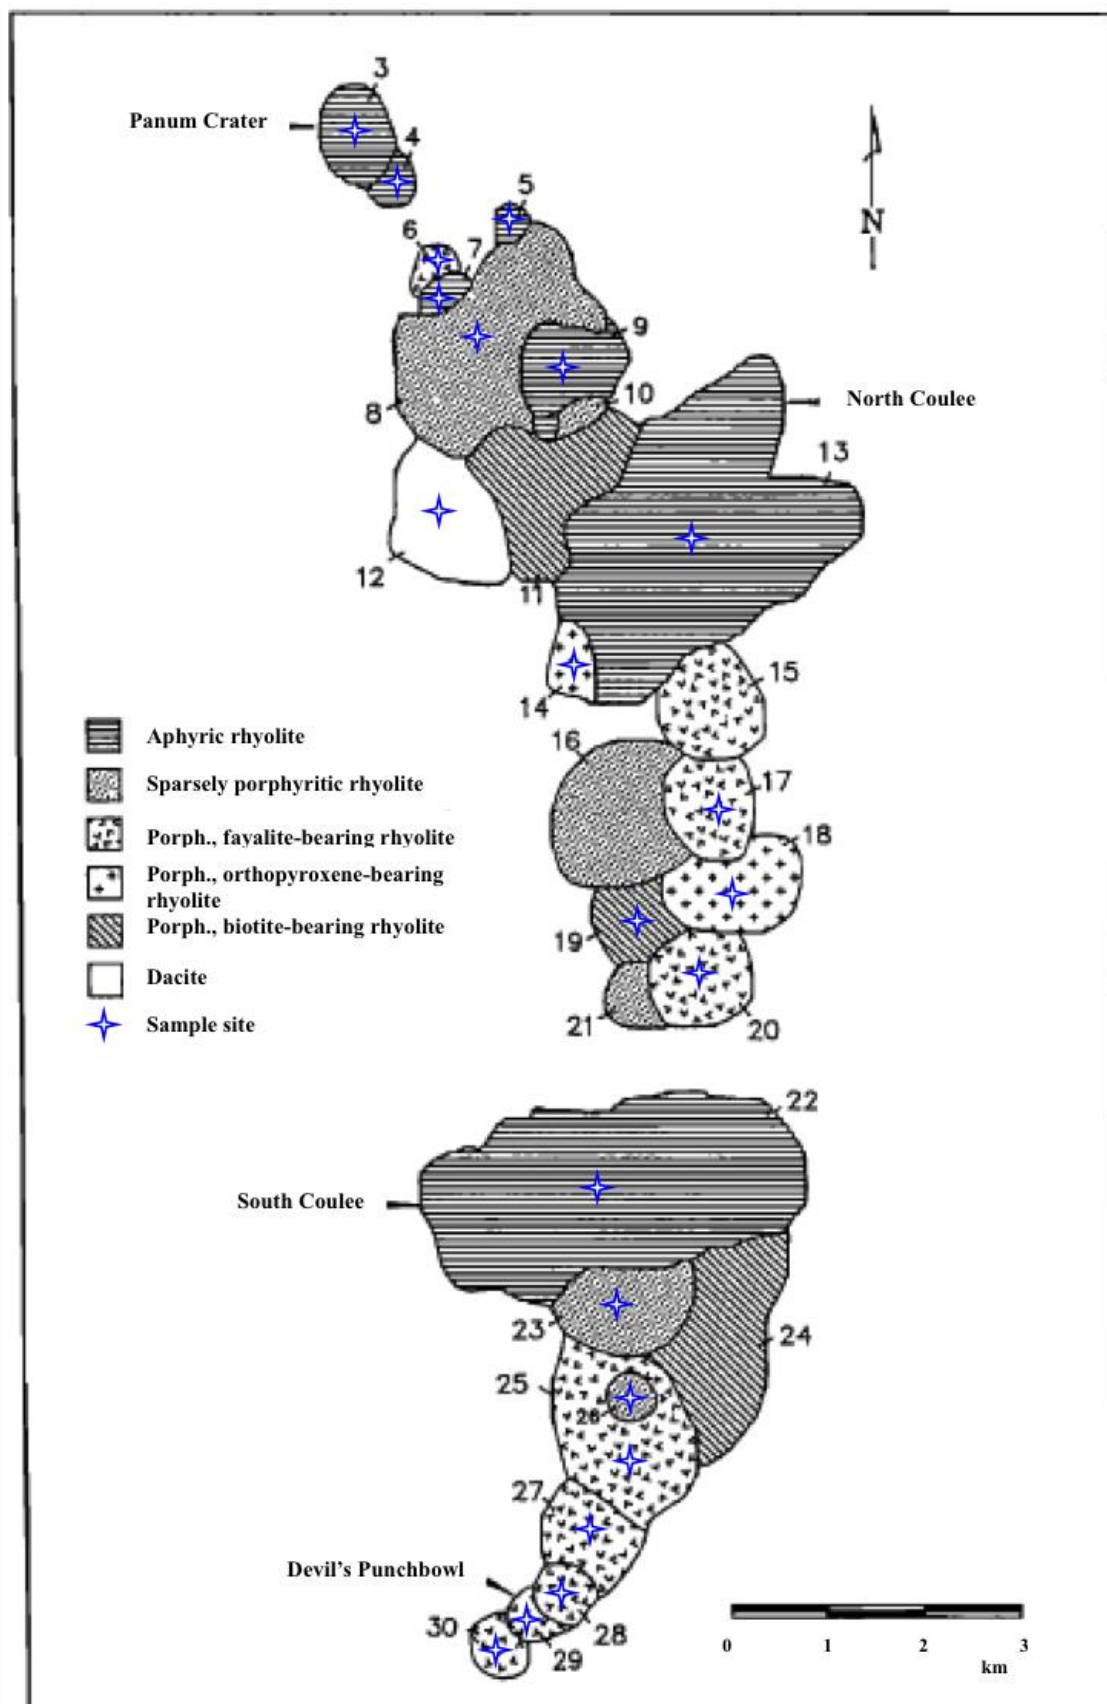 3
Panum Crater
4
5
6
7
N
9
10
8
North Coulee
13
12
11
15
14
16
Aphyric rhyolite
17
Sparsely porphyritic rhyolite
18
Porph., fayalite-bearing rhyolite
Porph., orthopyroxene-bearing
rhyolite
Porph., biotite-bearing rhyolite
19
Dacite
Sample site
21
20
22
South Coulee
23
24
25
26
27
Devil's Punchbowl
30
28
29
0 1 2 3
km